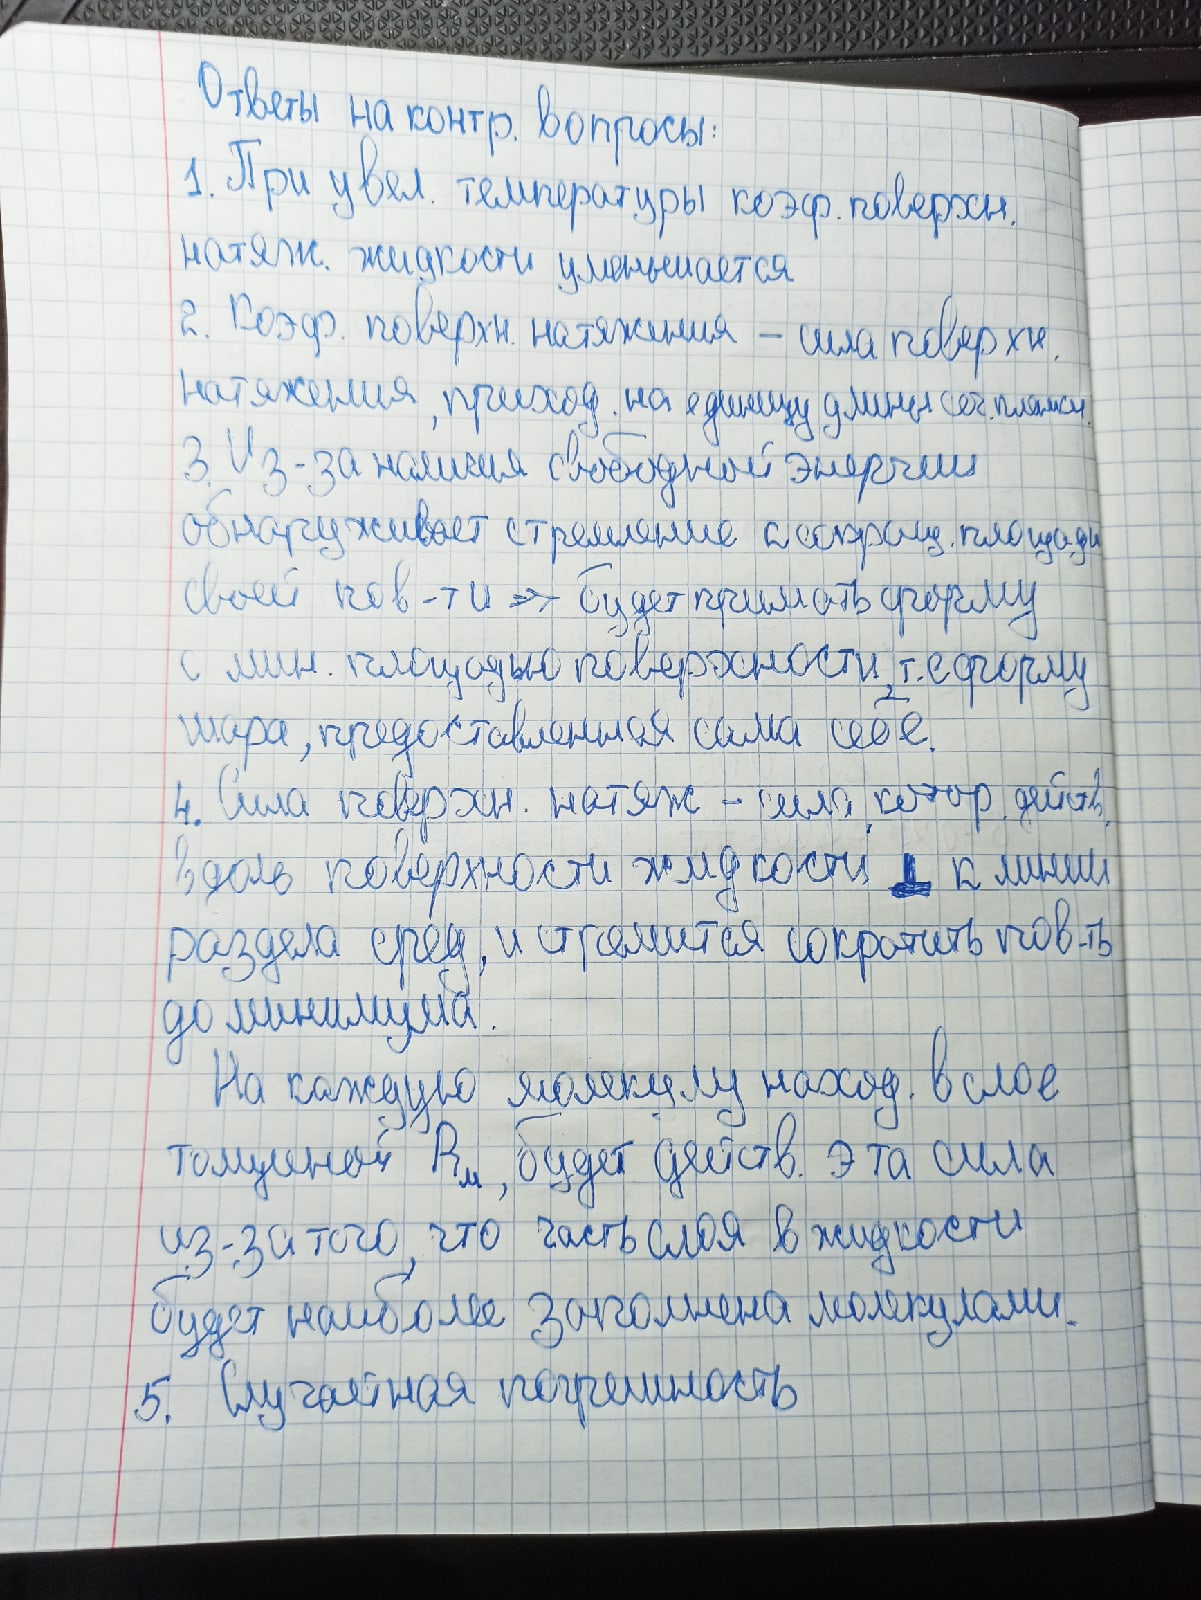 Ответы на контр. вопросы:
1. При увел. температуры коэф. поверхн.
натяж. жидкости уменьшается
2. Коэф. поверхн. натяжения – сила поверхн.
натяжения, приход. на единицу длины
3. Из-за наличия свободной энергии
обнаруживает стремление к сокращ. площади
своей пов-ти => будет принимать форму
с мин. площадью поверхности, т.е форму
шара, предоставленная сама себе.
4. Сила поверхн. натяж – сила, котор. действ.
вдоль поверхности жидкости ⊥ к линии
раздела сред, и стремится сократить пов-ть
до минимума.
На каждую молекулу наход. в слое
толщиной Rм, будет действ. эта сила
из-за того, что часть слоя в жидкости
будет наиболее заполнена молекулами.
5. Случайная погрешность